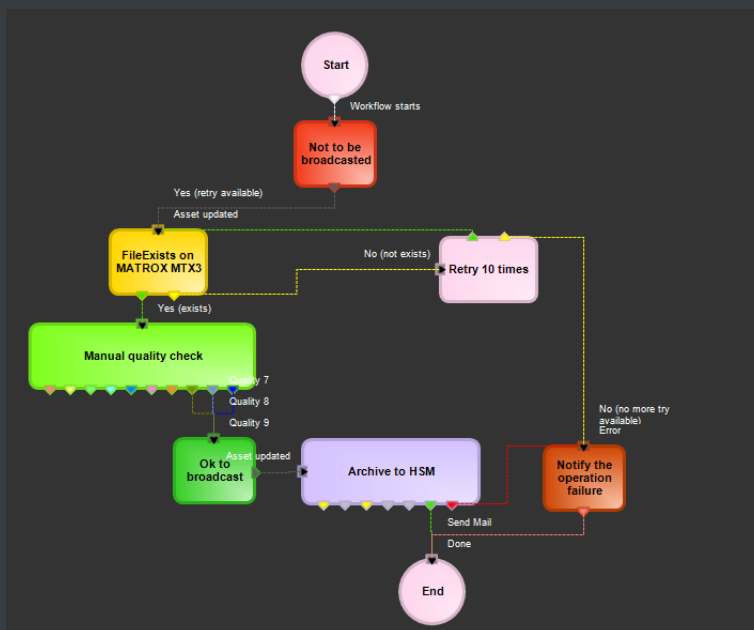 Start
Workflow starts
Not to be
broadcasted
Yes (retry available)
Asset updated
FileExists on
MATROX MTX3
No (not exists)
Retry 10 times
Yes (exists)
Manual quality check
Quality 7
Quality 8
Quality 9
No (no more try
available)
Error
Ok to
broadcast
Asset updated
Archive to HSM
Notify the
operation
failure
Send Mail
Done
End